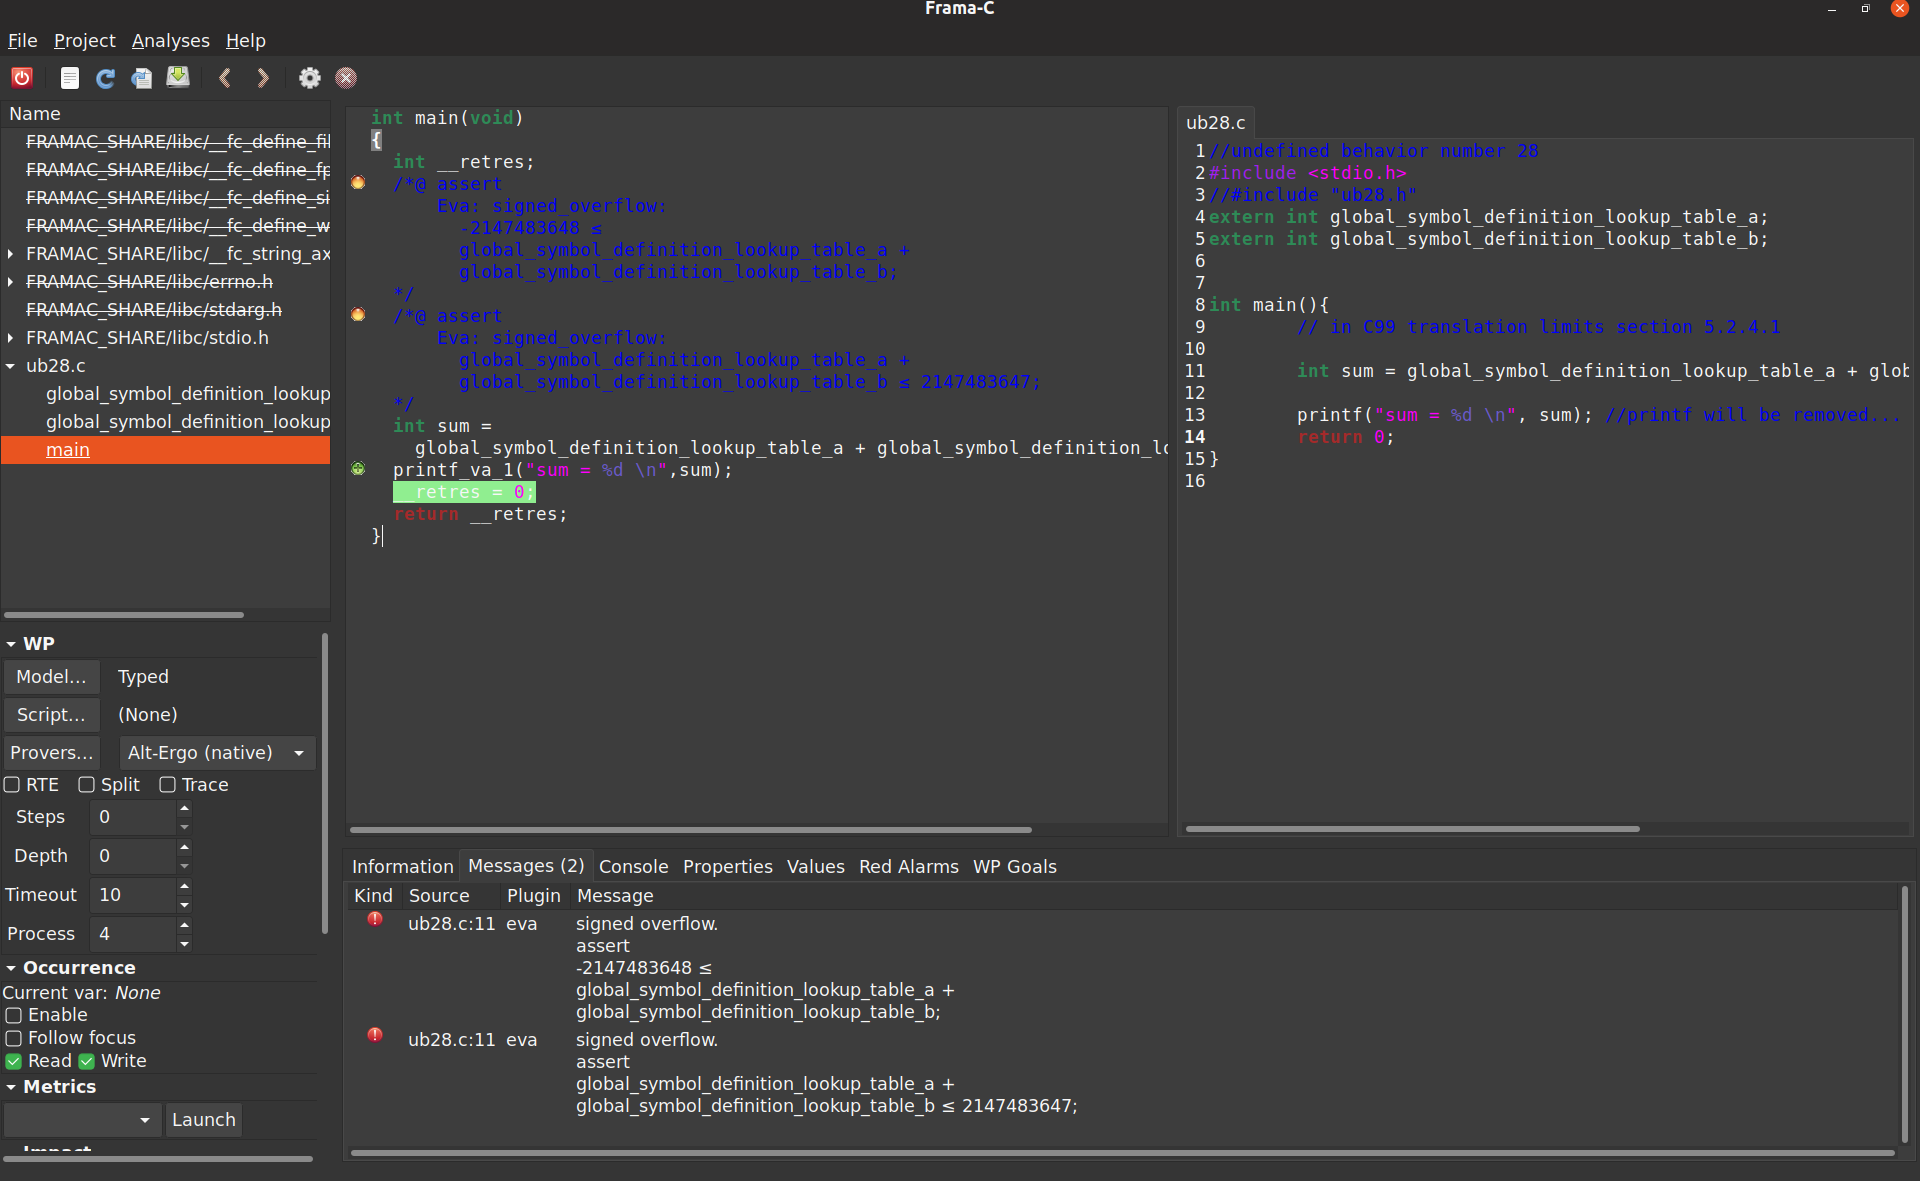 Frama-C
File Project Analyses Help
Name
FRAMAC_SHARE/libc/__fc_define_fil
FRAMAC_SHARE/libc/__fc_define_fp
FRAMAC_SHARE/libc/__fc_define_si
FRAMAC_SHARE/libc/__fc_define_w
FRAMAC_SHARE/libc/__fc_string_ax
FRAMAC_SHARE/libc/errno.h
FRAMAC_SHARE/libc/stdarg.h
FRAMAC_SHARE/libc/stdio.h
ub28.c
global_symbol_definition_lookup
global_symbol_definition_lookup
main
WP
Model... Typed
Script... (None)
Provers... Alt-Ergo (native)
RTE Split Trace
Steps 0
Depth 0
Timeout 10
Process 4
Occurrence
Current var: None
Enable
Follow focus
Read Write
Metrics
Launch
int main(void)
{
int __retres;
/*@ assert
Eva: signed_overflow:
-2147483648 ≤
global_symbol_definition_lookup_table_a +
global_symbol_definition_lookup_table_b;
*/
/*@ assert
Eva: signed_overflow:
global_symbol_definition_lookup_table_a +
global_symbol_definition_lookup_table_b ≤ 2147483647;
*/
int sum =
global_symbol_definition_lookup_table_a + global_symbol_definition_lo
printf_va_1("sum = %d \n",sum);
__retres = 0;
return __retres;
}
ub28.c
1 //undefined behavior number 28
2 #include <stdio.h>
3 //#include "ub28.h"
4 extern int global_symbol_definition_lookup_table_a;
5 extern int global_symbol_definition_lookup_table_b;
6
7
8 int main(){
9 // in C99 translation limits section 5.2.4.1
10
11 int sum = global_symbol_definition_lookup_table_a + glob
12
13 printf("sum = %d \n", sum); //printf will be removed...
14 return 0;
15 }
16
Information Messages (2) Console Properties Values Red Alarms WP Goals
Kind Source Plugin Message
ub28.c:11 eva signed overflow.
assert
-2147483648 ≤
global_symbol_definition_lookup_table_a +
global_symbol_definition_lookup_table_b;
ub28.c:11 eva signed overflow.
assert
global_symbol_definition_lookup_table_a +
global_symbol_definition_lookup_table_b ≤ 2147483647;